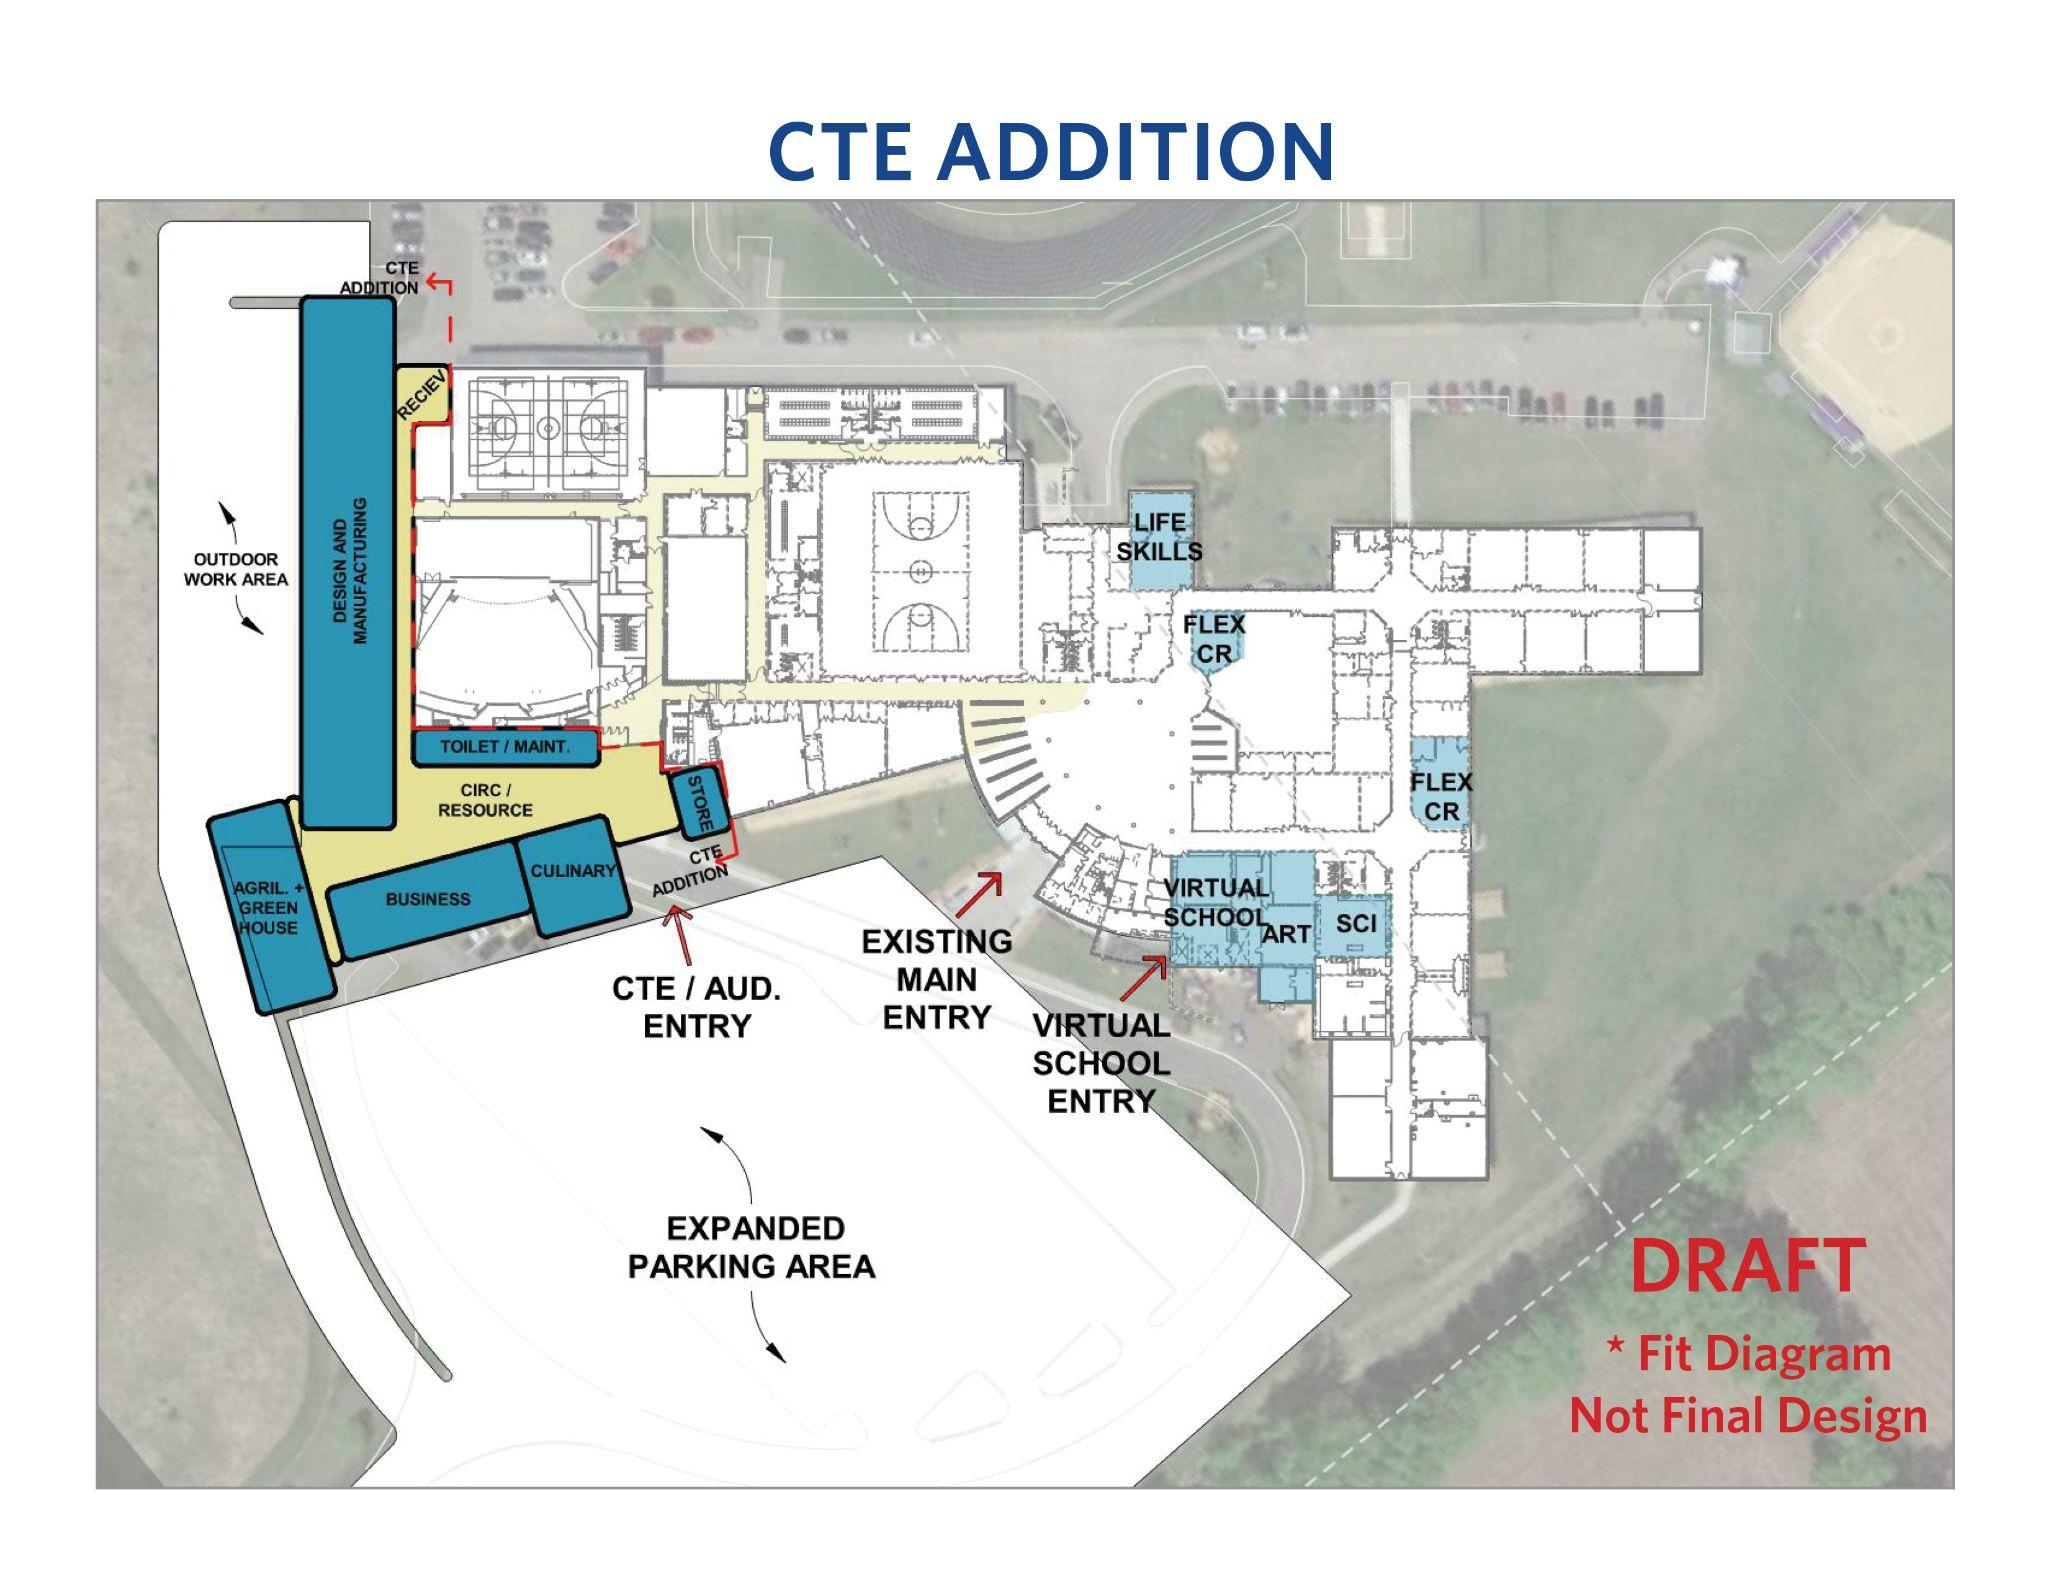 CTE ADDITION
CTE
ADDITION
RECIEV
DESIGN AND
MANUFACTURING
OUTDOOR
WORK AREA
LIFE
SKILLS
FLEX
CR
TOILET / MAINT.
CIRC /
RESOURCE
STORE
FLEX
CR
CTE
ADDITION
CULINARY
BUSINESS
AGRIL. +
GREEN
HOUSE
VIRTUAL
SCHOOL
ART
SCI
EXISTING
MAIN
ENTRY
CTE / AUD.
ENTRY
VIRTUAL
SCHOOL
ENTRY
EXPANDED
PARKING AREA
DRAFT
* Fit Diagram
Not Final Design